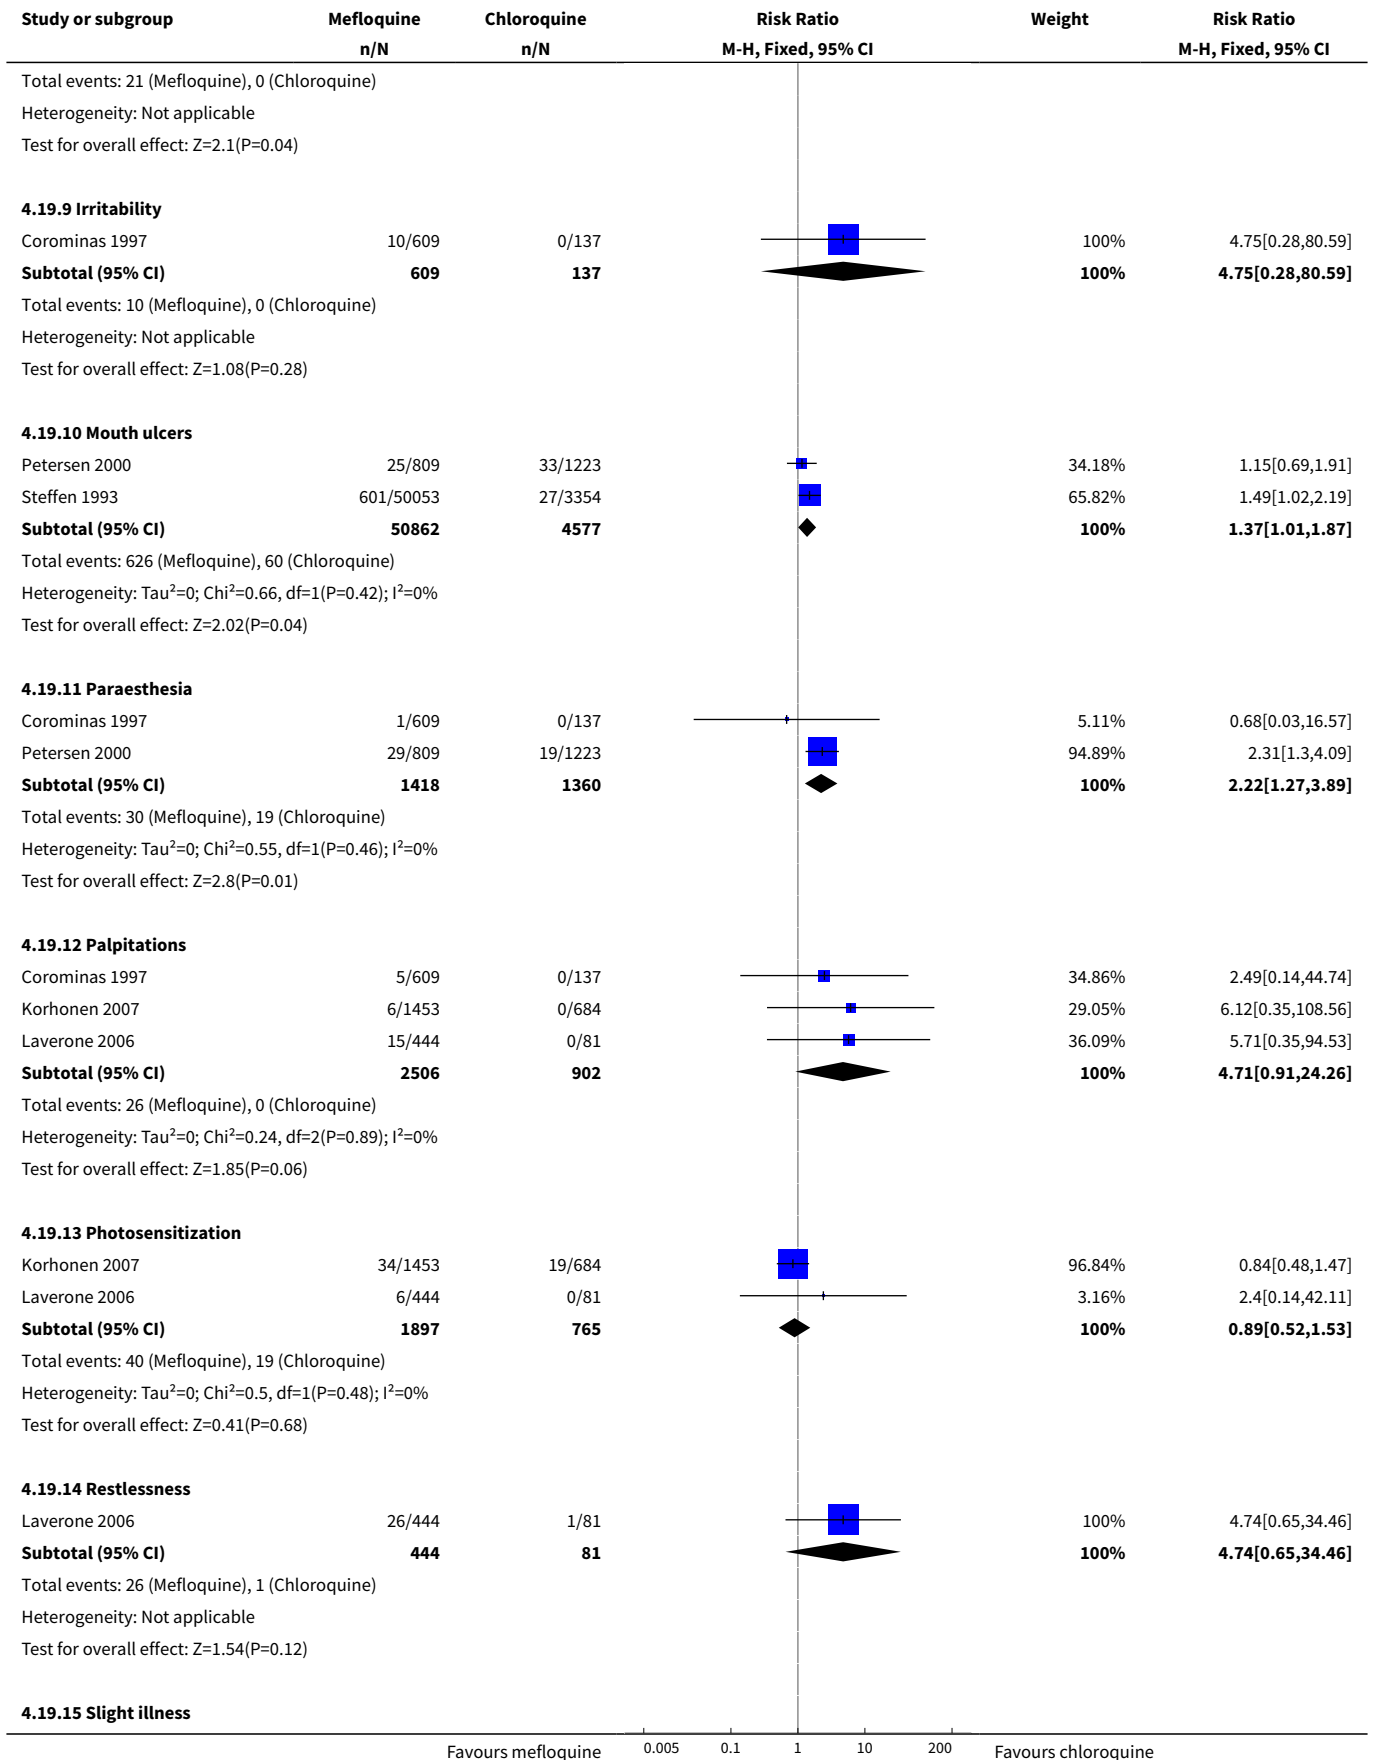 Study or subgroup Mefloquine Chloroquine Risk Ratio Weight Risk Ratio
n/N n/N M-H, Fixed, 95% CI M-H, Fixed, 95% CI
Total events: 21 (Mefloquine), 0 (Chloroquine)
Heterogeneity: Not applicable
Test for overall effect: Z=2.1(P=0.04)
4.19.9 Irritability
Corominas 1997 10/609 0/137 100% 4.75[0.28,80.59]
Subtotal (95% CI) 609 137 100% 4.75[0.28,80.59]
Total events: 10 (Mefloquine), 0 (Chloroquine)
Heterogeneity: Not applicable
Test for overall effect: Z=1.08(P=0.28)
4.19.10 Mouth ulcers
Petersen 2000 25/809 33/1223 34.18% 1.15[0.69,1.91]
Steffen 1993 601/50053 27/3354 65.82% 1.49[1.02,2.19]
Subtotal (95% CI) 50862 4577 100% 1.37[1.01,1.87]
Total events: 626 (Mefloquine), 60 (Chloroquine)
Heterogeneity: Tau²=0; Chi²=0.66, df=1(P=0.42); I²=0%
Test for overall effect: Z=2.02(P=0.04)
4.19.11 Paraesthesia
Corominas 1997 1/609 0/137 5.11% 0.68[0.03,16.57]
Petersen 2000 29/809 19/1223 94.89% 2.31[1.3,4.09]
Subtotal (95% CI) 1418 1360 100% 2.22[1.27,3.89]
Total events: 30 (Mefloquine), 19 (Chloroquine)
Heterogeneity: Tau²=0; Chi²=0.55, df=1(P=0.46); I²=0%
Test for overall effect: Z=2.8(P=0.01)
4.19.12 Palpitations
Corominas 1997 5/609 0/137 34.86% 2.49[0.14,44.74]
Korhonen 2007 6/1453 0/684 29.05% 6.12[0.35,108.56]
Laverone 2006 15/444 0/81 36.09% 5.71[0.35,94.53]
Subtotal (95% CI) 2506 902 100% 4.71[0.91,24.26]
Total events: 26 (Mefloquine), 0 (Chloroquine)
Heterogeneity: Tau²=0; Chi²=0.24, df=2(P=0.89); I²=0%
Test for overall effect: Z=1.85(P=0.06)
4.19.13 Photosensitization
Korhonen 2007 34/1453 19/684 96.84% 0.84[0.48,1.47]
Laverone 2006 6/444 0/81 3.16% 2.4[0.14,42.11]
Subtotal (95% CI) 1897 765 100% 0.89[0.52,1.53]
Total events: 40 (Mefloquine), 19 (Chloroquine)
Heterogeneity: Tau²=0; Chi²=0.5, df=1(P=0.48); I²=0%
Test for overall effect: Z=0.41(P=0.68)
4.19.14 Restlessness
Laverone 2006 26/444 1/81 100% 4.74[0.65,34.46]
Subtotal (95% CI) 444 81 100% 4.74[0.65,34.46]
Total events: 26 (Mefloquine), 1 (Chloroquine)
Heterogeneity: Not applicable
Test for overall effect: Z=1.54(P=0.12)
4.19.15 Slight illness
Favours mefloquine 0.005 0.1 1 10 200 Favours chloroquine